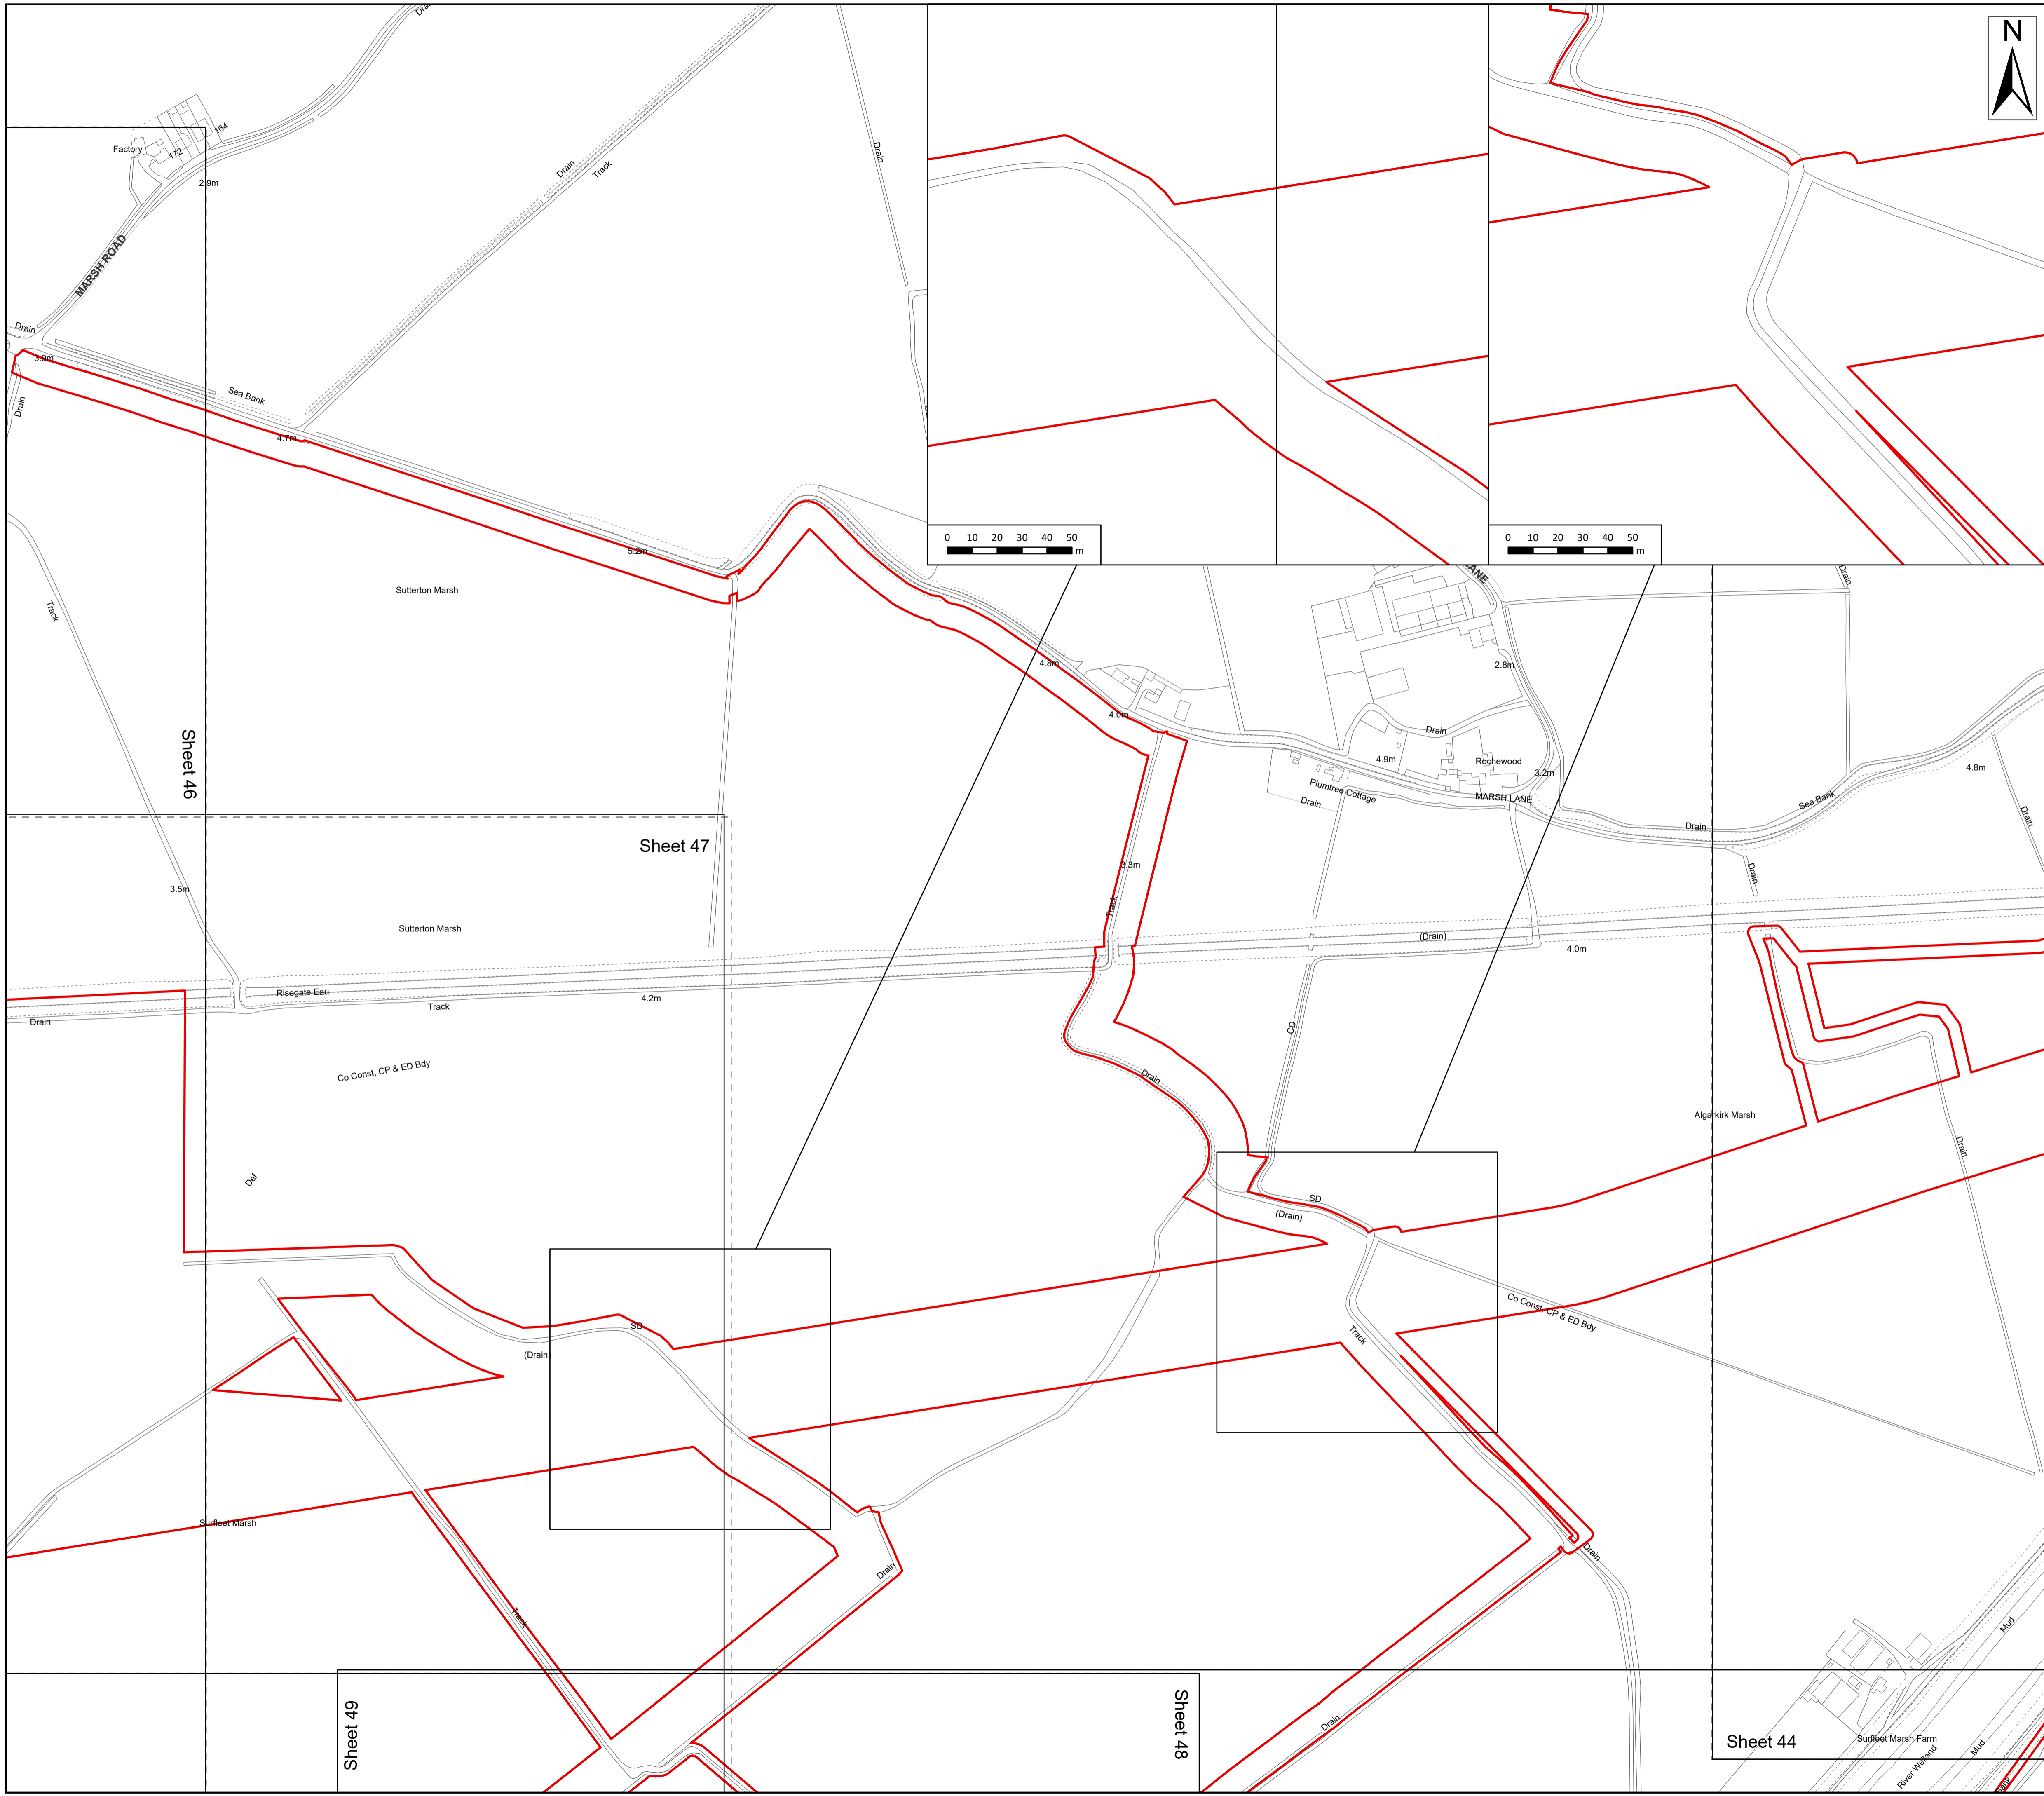 Drain
N
164
Factory
172
2.9m
Drain
Track
Drain
MARSH ROAD
Drain
3.9m
Drain
Sea Bank
4.7m
5.2m
0 10 20 30 40 50 m
0 10 20 30 40 50 m
Sutterton Marsh
Track
LANE
Drain
2.8m
4.8m
4.0m
Drain
4.9m
Rochewood
3.2m
Plumtree Cottage
Drain
MARSH LANE
Sea Bank
4.8m
Drain
Drain
Drain
Sheet 46
Sheet 47
3.3m
3.5m
Track
Sutterton Marsh
(Drain)
4.0m
Risegate Eau
Track
4.2m
Drain
CD
Co Const, CP & ED Bdy
Drain
Algarkirk Marsh
Drain
Def
SD
(Drain)
SD
(Drain)
Co Const, CP & ED Bdy
Track
Surfleet Marsh
Drain
Drain
Track
Mud
Sheet 49
Sheet 48
Drain
Sheet 44
Surfleet Marsh Farm
Mud
River Welland
Bank